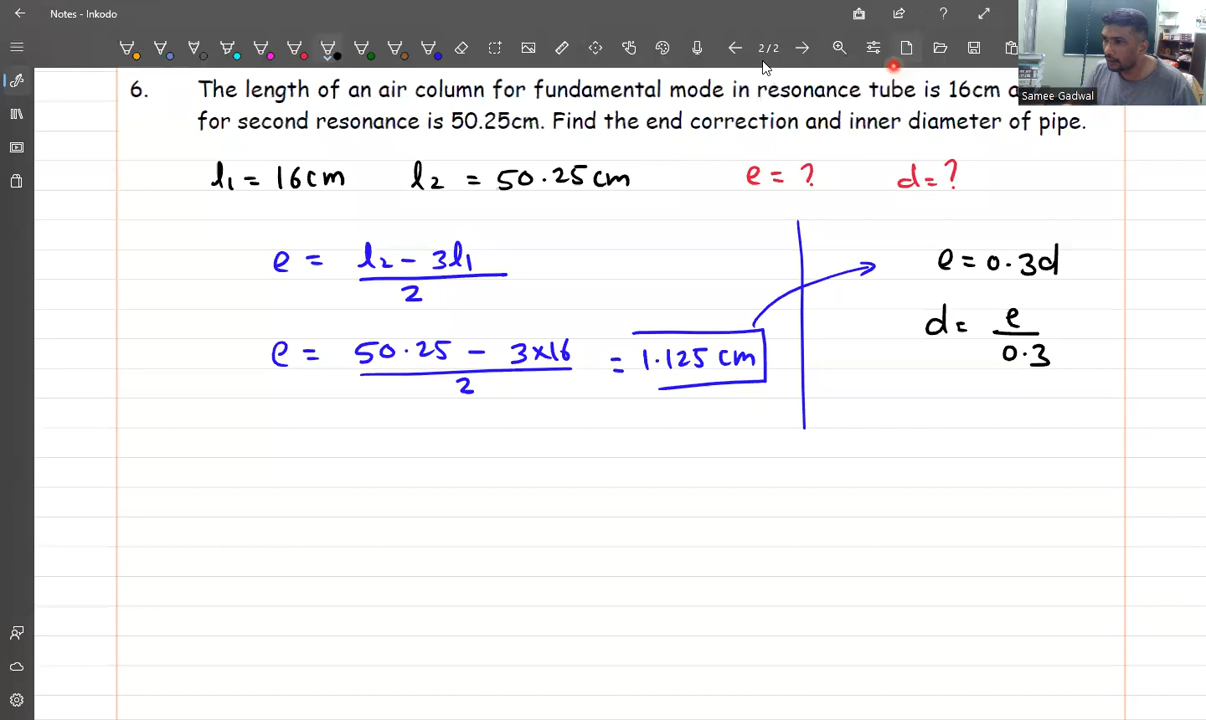 Notes - Inkodo
2 / 2
Samee Gadwal
6. The length of an air column for fundamental mode in resonance tube is 16cm a
for second resonance is 50.25cm. Find the end correction and inner diameter of pipe.
l₁ = 16cm l₂ = 50.25cm e = ? d = ?
e = l₂ - 3l₁ / 2
e = 50.25 - 3×16 / 2 = 1.125 cm
e = 0.3d
d = e / 0.3